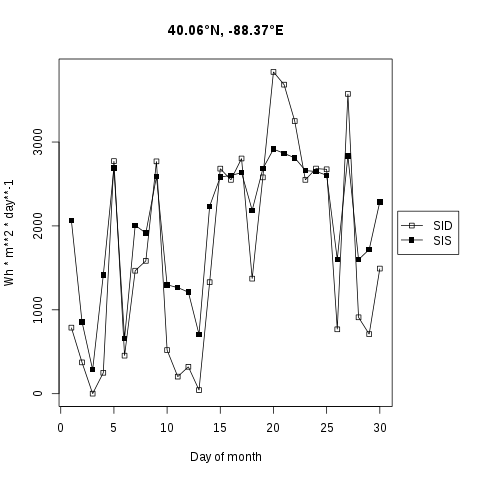 40.06°N, -88.37°E
Wh * m**2 * day**-1
3000
2000
1000
0
0 5 10 15 20 25 30
Day of month
SID
SIS